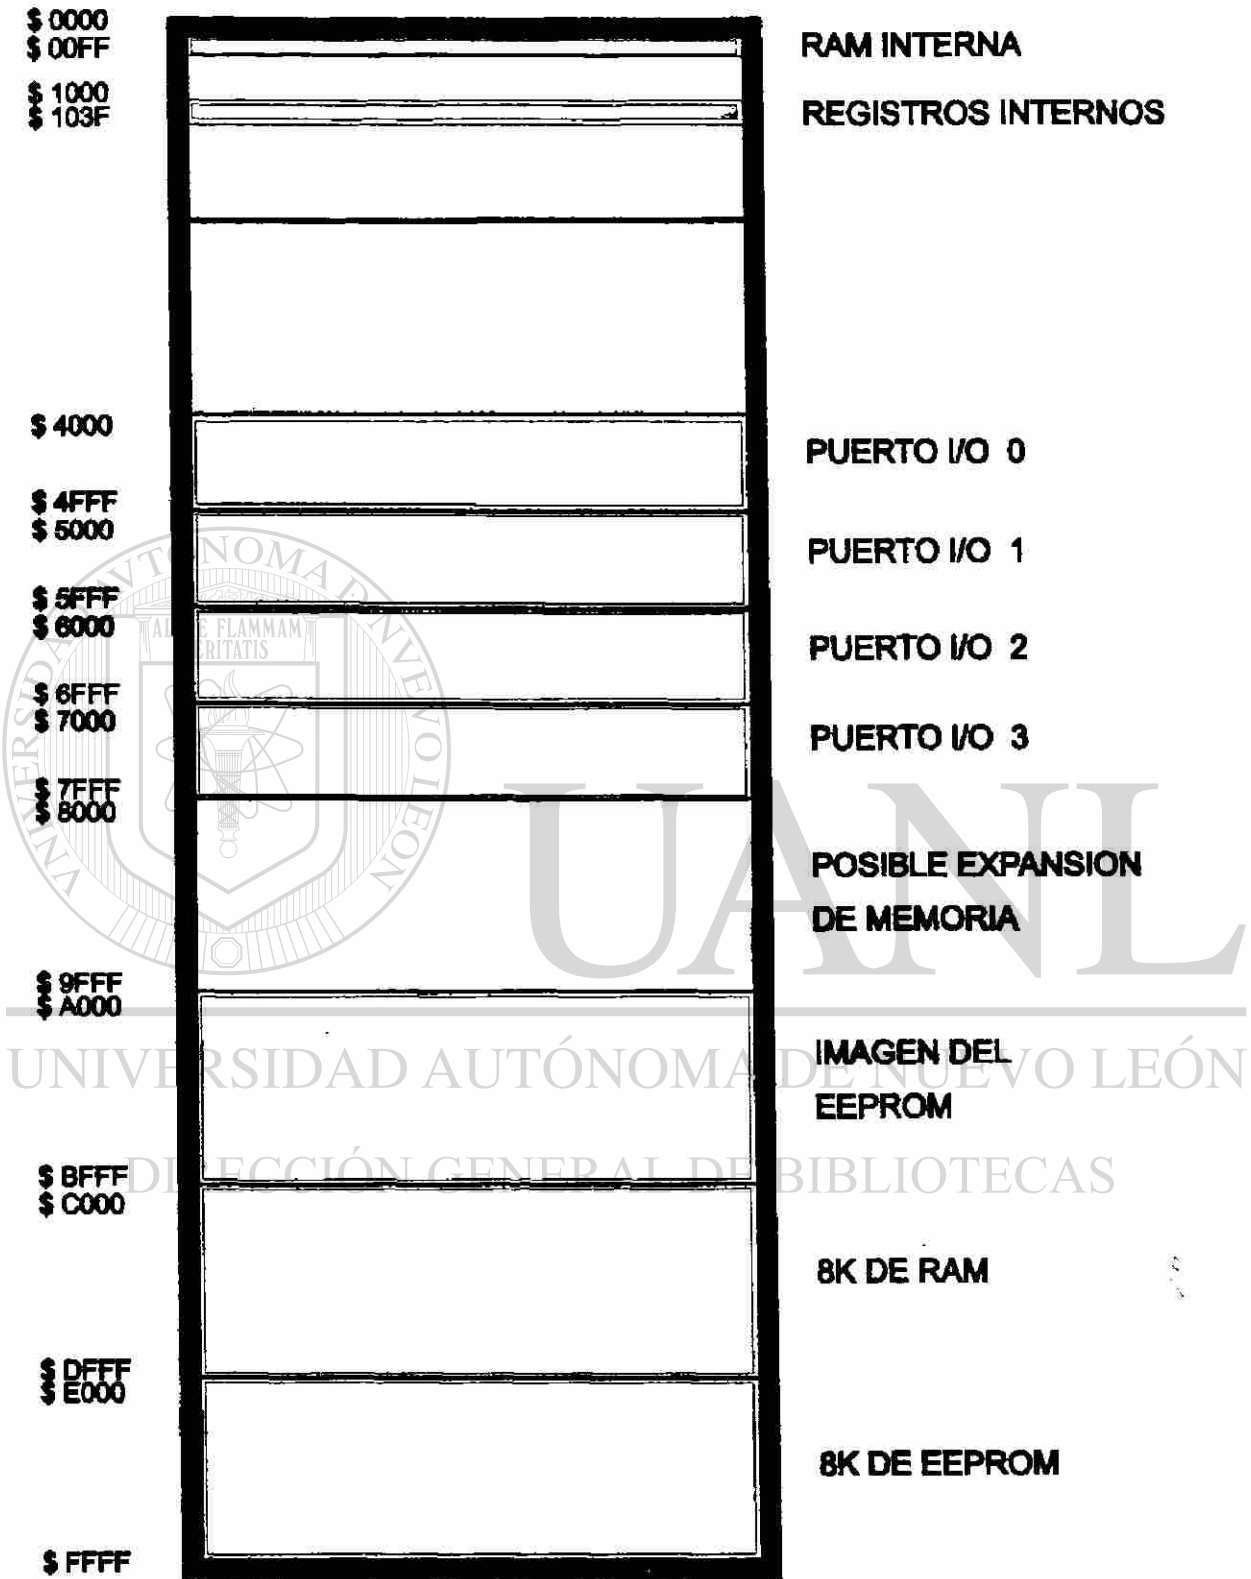 $ 0000
$ 00FF
RAM INTERNA
$ 1000
$ 103F
REGISTROS INTERNOS
$ 4000
PUERTO I/O 0
$ 4FFF
$ 5000
PUERTO I/O 1
$ 5FFF
$ 6000
PUERTO I/O 2
$ 6FFF
$ 7000
PUERTO I/O 3
$ 7FFF
$ 8000
POSIBLE EXPANSION
DE MEMORIA
$ 9FFF
$ A000
IMAGEN DEL
EEPROM
$ BFFF
$ C000
8K DE RAM
$ DFFF
$ E000
8K DE EEPROM
$ FFFF
UANL
UNIVERSIDAD AUTÓNOMA DE NUEVO LEÓN
DIRECCIÓN GENERAL DE BIBLIOTECAS